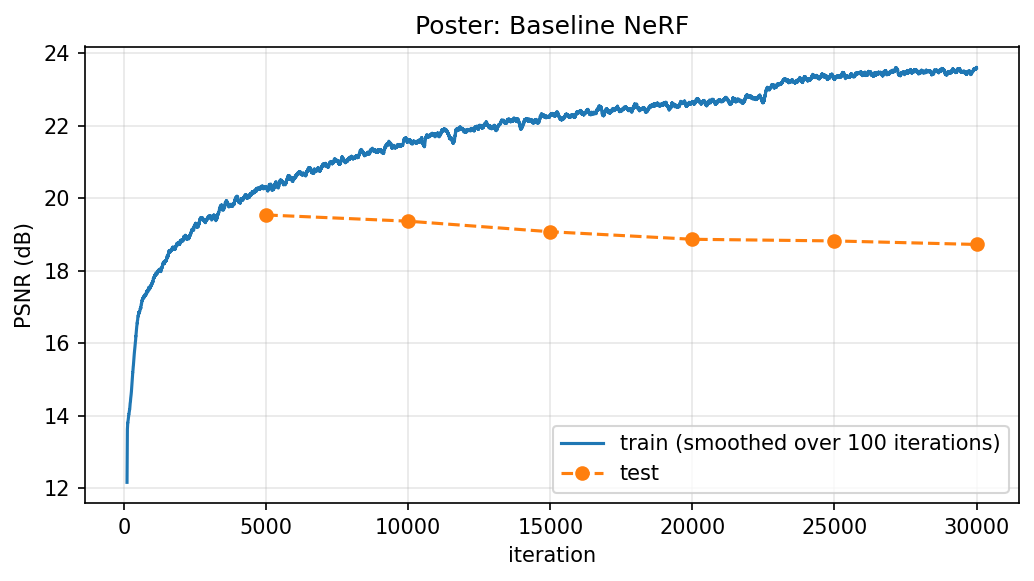 Poster: Baseline NeRF
PSNR (dB)
24
22
20
18
16
14
12
train (smoothed over 100 iterations)
test
0 5000 10000 15000 20000 25000 30000
iteration